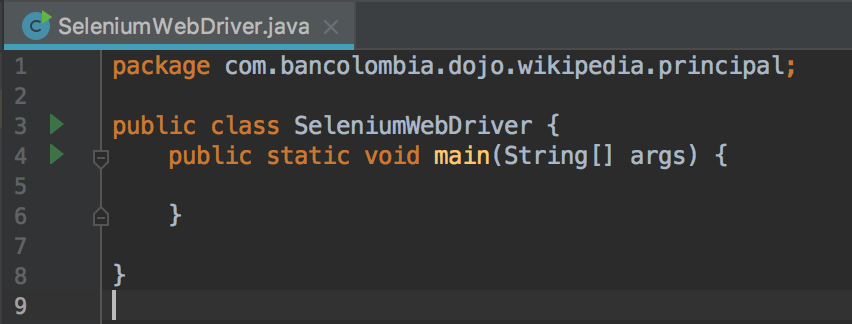 SeleniumWebDriver.java
1 package com.bancolombia.dojo.wikipedia.principal;
2
3 public class SeleniumWebDriver {
4     public static void main(String[] args) {
5
6     }
7
8 }
9